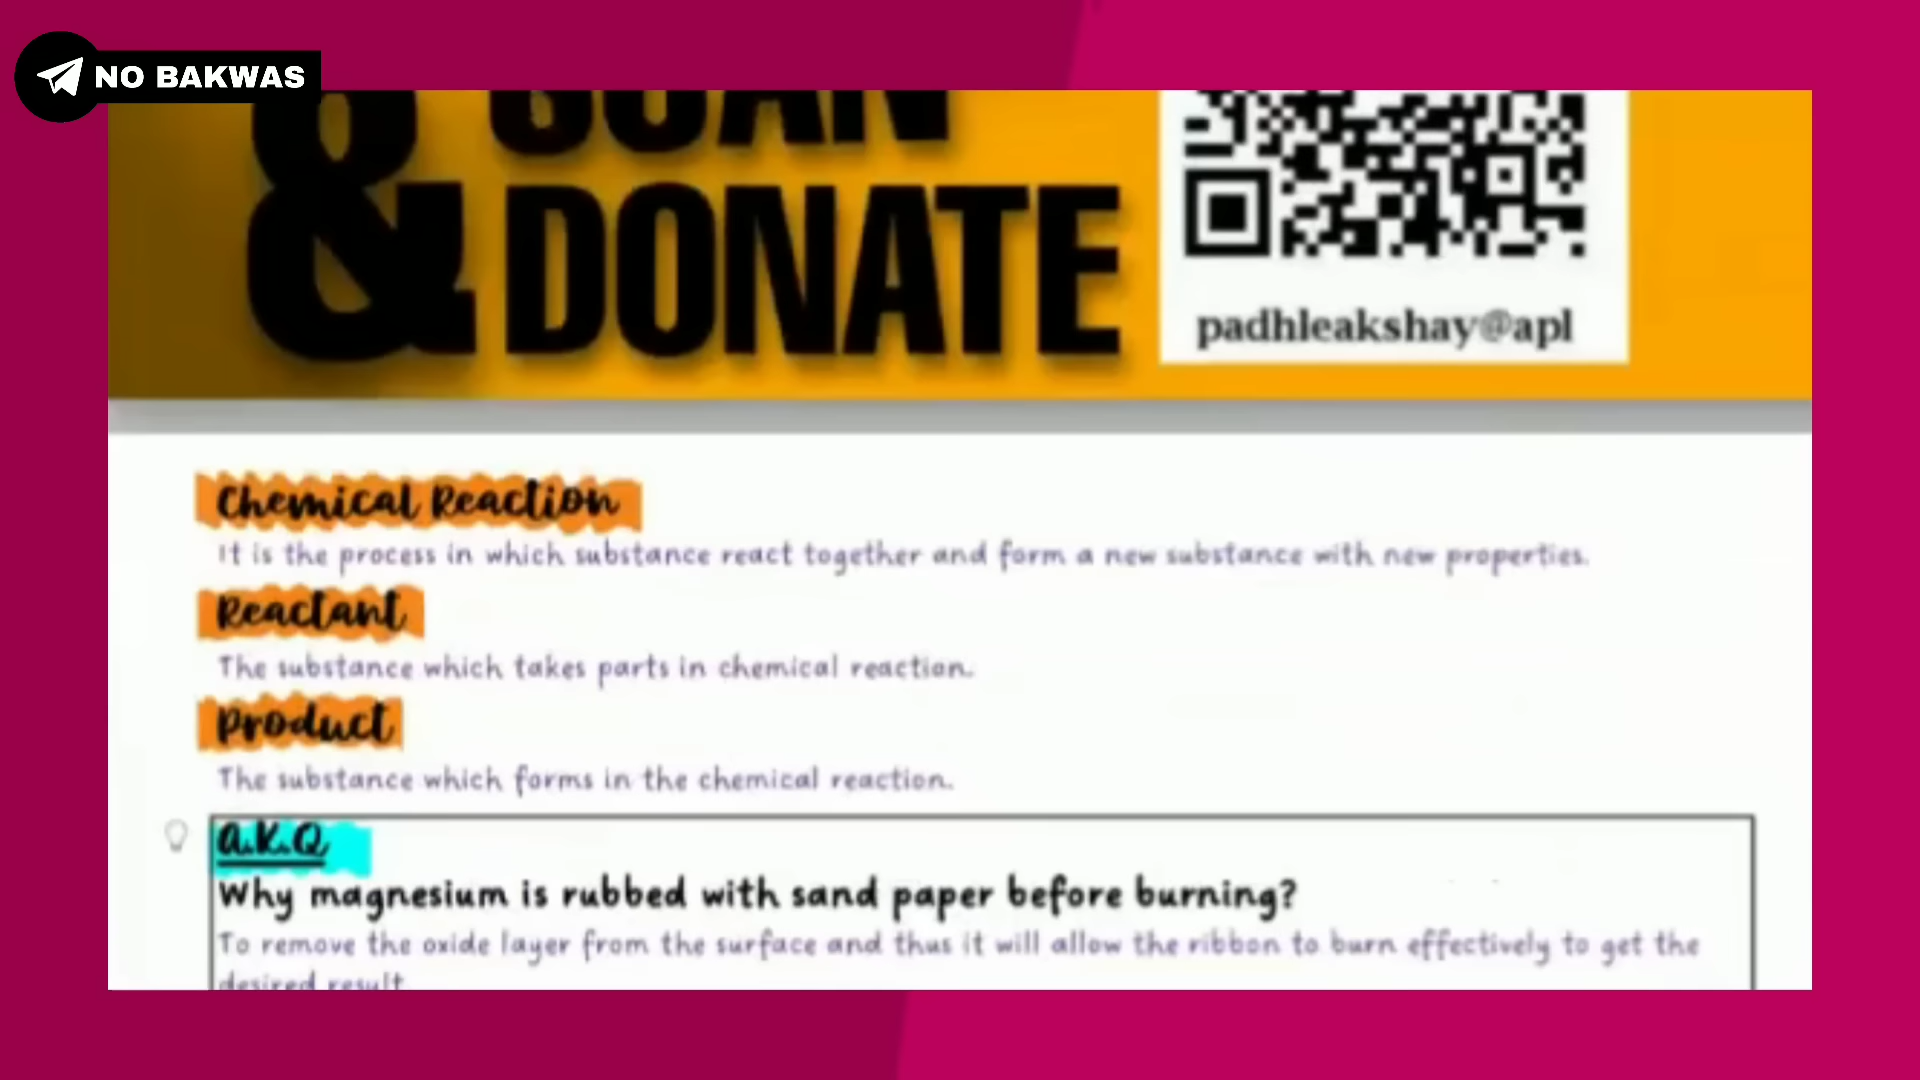 NO BAKWAS
& SCAN
DONATE
padhleakshay@apl
Chemical Reaction
It is the process in which substance react together and form a new substance with new properties.
Reactant
The substance which takes parts in chemical reaction.
Product
The substance which forms in the chemical reaction.
A.K.Q
Why magnesium is rubbed with sand paper before burning?
To remove the oxide layer from the surface and thus it will allow the ribbon to burn effectively to get the
desired result